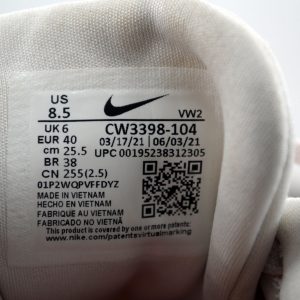 US
8.5
VW2
UK 6
EUR 40
cm 25.5
BR 38
CN 255(2.5)
CW3398-104
03/17/21 | 06/03/21
UPC 00195238312305
01P2WQPVFFDYZ
MADE IN VIETNAM
HECHO EN VIETNAM
FABRIQUÉ AU VIETNAM
FABRICADO NO VIETNÃ
This product is covered by one or more patents-see
www.nike.com/patentsvirtualmarking